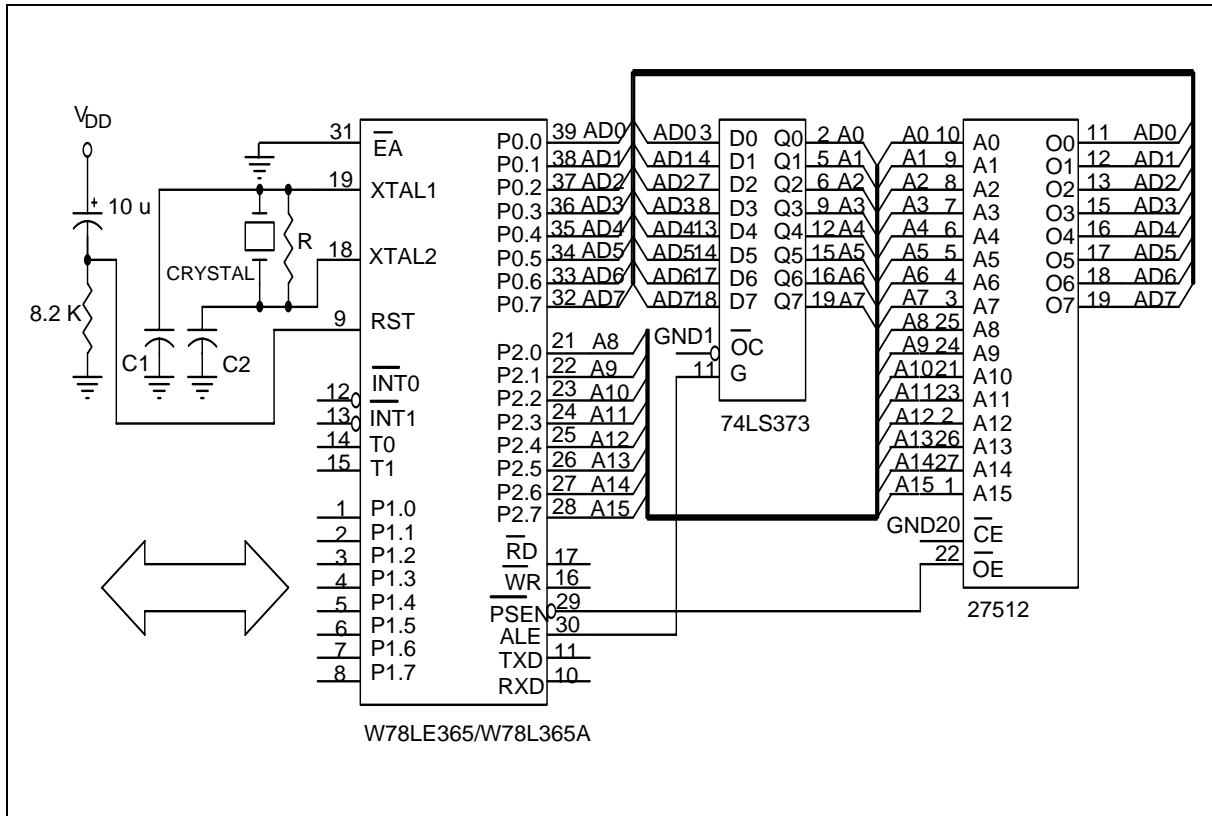 VDD
10 u
8.2 K
C1
C2
CRYSTAL
R
31 EA
19 XTAL1
18 XTAL2
9 RST
12 INT0
13 INT1
14 T0
15 T1
1 P1.0
2 P1.1
3 P1.2
4 P1.3
5 P1.4
6 P1.5
7 P1.6
8 P1.7
P0.0 39 AD0
P0.1 38 AD1
P0.2 37 AD2
P0.3 36 AD3
P0.4 35 AD4
P0.5 34 AD5
P0.6 33 AD6
P0.7 32 AD7
P2.0 21 A8
P2.1 22 A9
P2.2 23 A10
P2.3 24 A11
P2.4 25 A12
P2.5 26 A13
P2.6 27 A14
P2.7 28 A15
RD 17
WR 16
PSEN 29
ALE 30
TXD 11
RXD 10
W78LE365/W78L365A
AD0 3 D0 Q0 2 A0
AD1 4 D1 Q1 5 A1
AD2 7 D2 Q2 6 A2
AD3 8 D3 Q3 9 A3
AD4 13 D4 Q4 12 A4
AD5 14 D5 Q5 15 A5
AD6 17 D6 Q6 16 A6
AD7 18 D7 Q7 19 A7
GND 1 OC
11 G
74LS373
A0 10 A0 O0 11 AD0
A1 9 A1 O1 12 AD1
A2 8 A2 O2 13 AD2
A3 7 A3 O3 15 AD3
A4 6 A4 O4 16 AD4
A5 5 A5 O5 17 AD5
A6 4 A6 O6 18 AD6
A7 3 A7 O7 19 AD7
A8 25 A8
A9 24 A9
A10 21 A10
A11 23 A11
A12 2 A12
A13 26 A13
A14 27 A14
A15 1 A15
GND 20 CE
22 OE
27512